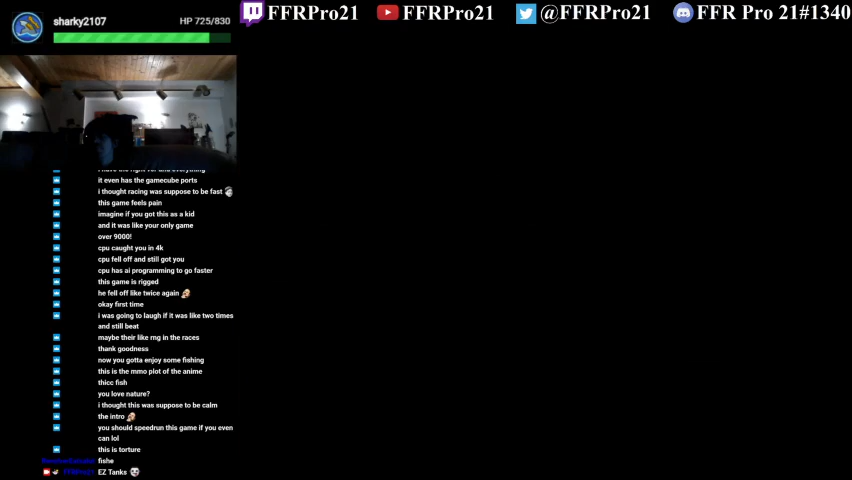 sharky2107
HP 725/830
FFRPro21
FFRPro21
@FFRPro21
FFR Pro 21#1340
it even has the gamecube ports
i thought racing was suppose to be fast
this game feels pain
imagine if you got this as a kid
and it was like your only game
over 9000!
cpu caught you in 4k
cpu fell off and still got you
cpu has ai programming to go faster
this game is rigged
he fell off like twice again
okay first time
i was going to laugh if it was like two times
and still beat
maybe their like rng in the races
thank goodness
now you gotta enjoy some fishing
this is the mmo plot of the anime
thicc fish
you love nature?
i thought this was suppose to be calm
the intro
you should speedrun this game if you even
can lol
this is torture
fishe
FFRPro21 EZ Tanks